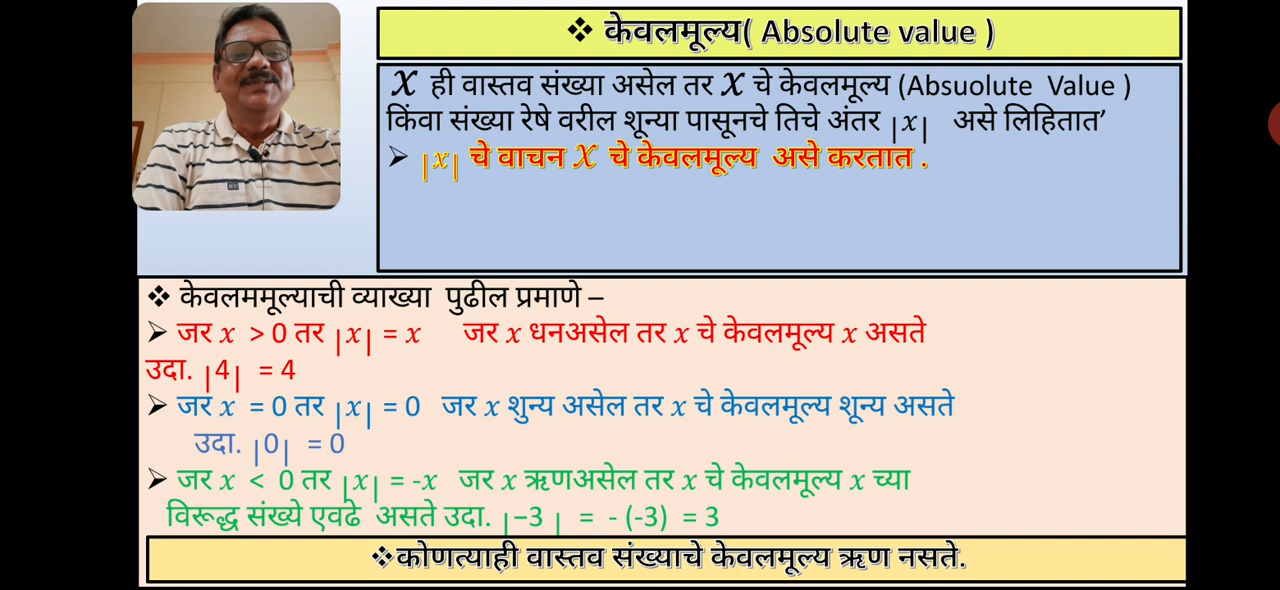 ❖ केवलमूल्य( Absolute value )
x ही वास्तव संख्या असेल तर x चे केवलमूल्य (Absuolute Value )
किंवा संख्या रेषे वरील शून्या पासूनचे तिचे अंतर |x| असे लिहितात’
➢ |x| चे वाचन x चे केवलमूल्य असे करतात .
❖ केवलममूल्याची व्याख्या पुढील प्रमाणे –
➢ जर x > 0 तर |x| = x जर x धनअसेल तर x चे केवलमूल्य x असते
उदा. |4| = 4
➢ जर x = 0 तर |x| = 0 जर x शुन्य असेल तर x चे केवलमूल्य शून्य असते
उदा. |0| = 0
➢ जर x < 0 तर |x| = -x जर x ऋणअसेल तर x चे केवलमूल्य x च्या
विरूद्ध संख्ये एवढे असते उदा. |−3 | = - (-3) = 3
❖कोणत्याही वास्तव संख्याचे केवलमूल्य ऋण नसते.